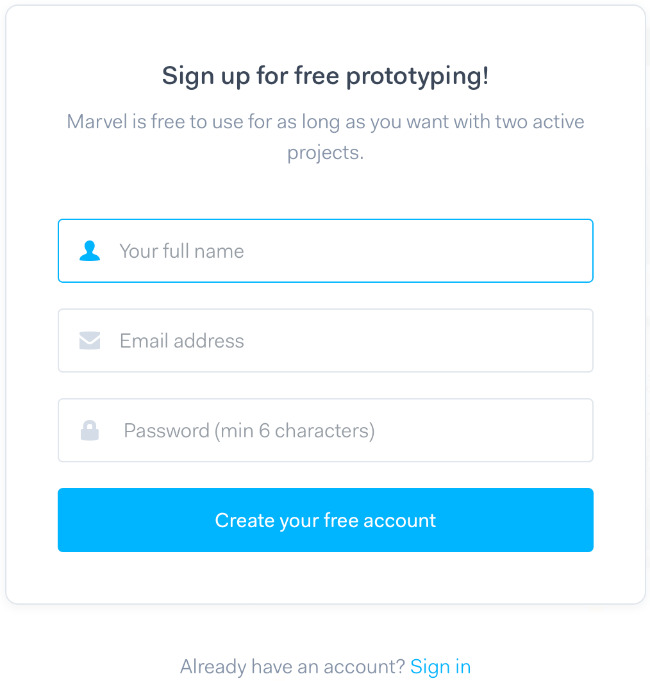 Sign up for free prototyping!
Marvel is free to use for as long as you want with two active
projects.
Your full name
Email address
Password (min 6 characters)
Create your free account
Already have an account? Sign in